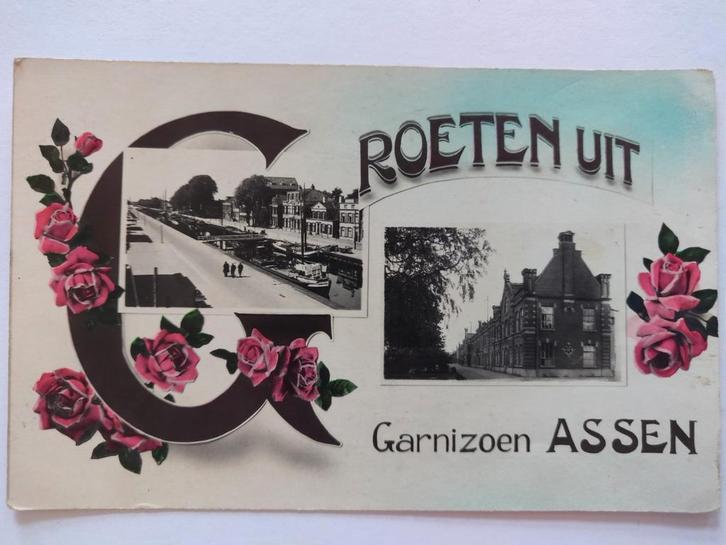 GROETEN UIT
Garnizoen ASSEN